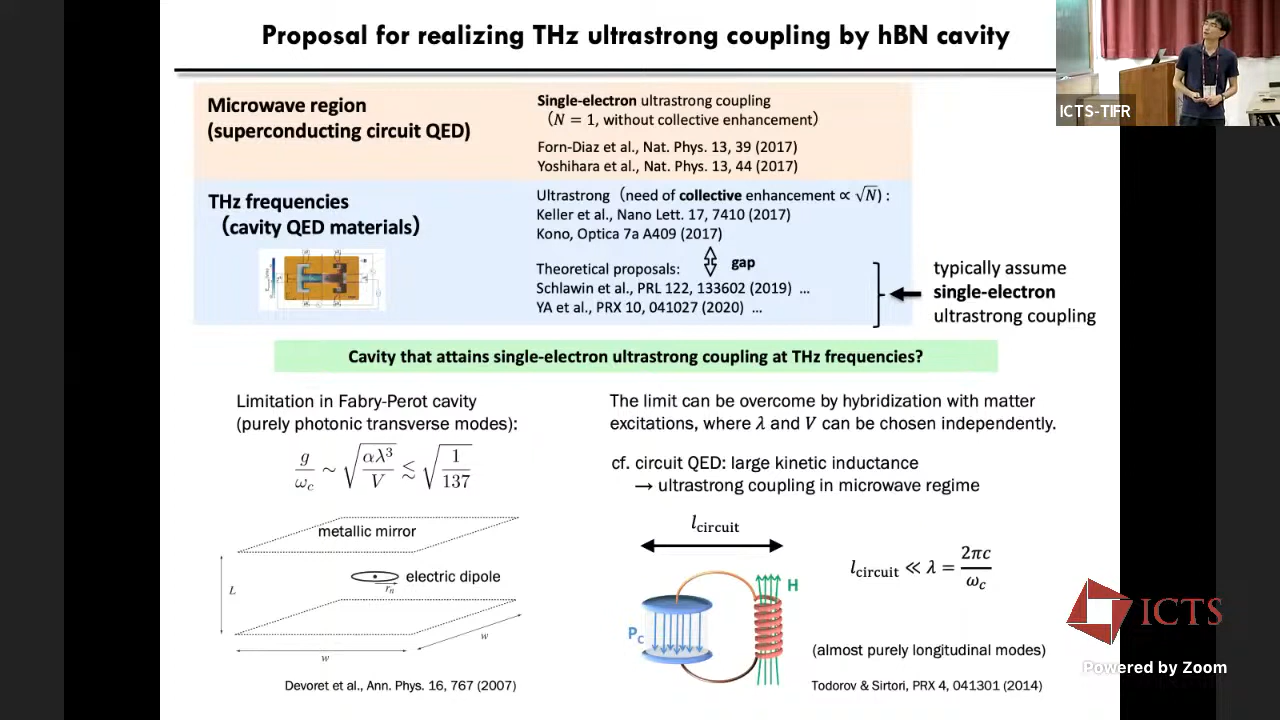 Proposal for realizing THz ultrastrong coupling by hBN cavity
ICTS-TIFR
Microwave region
(superconducting circuit QED)
Single-electron ultrastrong coupling
(N = 1, without collective enhancement)
Forn-Diaz et al., Nat. Phys. 13, 39 (2017)
Yoshihara et al., Nat. Phys. 13, 44 (2017)
THz frequencies
(cavity QED materials)
Ultrastrong (need of collective enhancement ∝ √N) :
Keller et al., Nano Lett. 17, 7410 (2017)
Kono, Optica 7a A409 (2017)
gap
Theoretical proposals:
Schlawin et al., PRL 122, 133602 (2019) ...
YA et al., PRX 10, 041027 (2020) ...
typically assume
single-electron
ultrastrong coupling
Cavity that attains single-electron ultrastrong coupling at THz frequencies?
Limitation in Fabry-Perot cavity
(purely photonic transverse modes):
g/ω_c ~ √(αλ³/V) ≲ √(1/137)
metallic mirror
electric dipole
r_n
L
w
w
Devoret et al., Ann. Phys. 16, 767 (2007)
The limit can be overcome by hybridization with matter
excitations, where λ and V can be chosen independently.
cf. circuit QED: large kinetic inductance
→ ultrastrong coupling in microwave regime
l_circuit
H
P_C
l_circuit ≪ λ = 2πc/ω_c
(almost purely longitudinal modes)
Todorov & Sirtori, PRX 4, 041301 (2014)
ICTS
Powered by Zoom